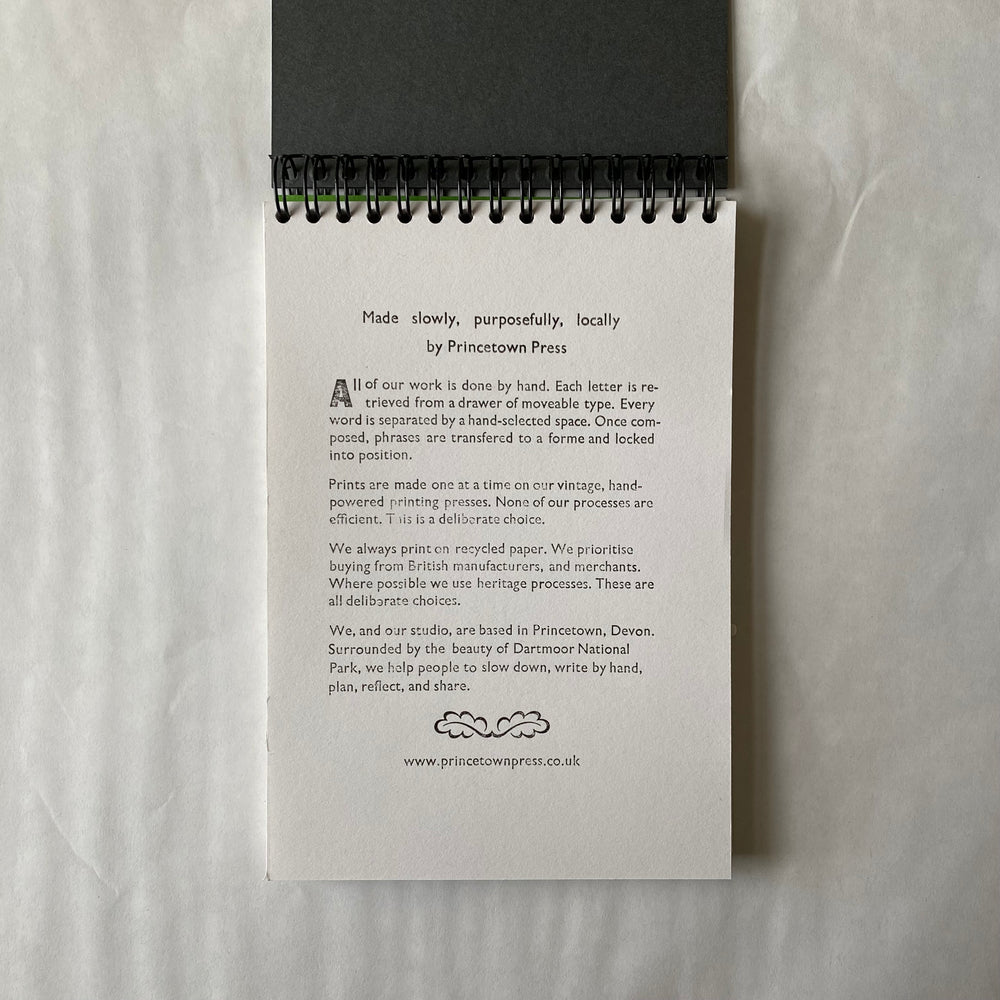 Made slowly, purposefully, locally
by Princetown Press
All of our work is done by hand. Each letter is re-
trieved from a drawer of moveable type. Every
word is separated by a hand-selected space. Once com-
posed, phrases are transfered to a forme and locked
into position.
Prints are made one at a time on our vintage, hand-
powered printing presses. None of our processes are
efficient. This is a deliberate choice.
We always print on recycled paper. We prioritise
buying from British manufacturers, and merchants.
Where possible we use heritage processes. These are
all deliberate choices.
We, and our studio, are based in Princetown, Devon.
Surrounded by the beauty of Dartmoor National
Park, we help people to slow down, write by hand,
plan, reflect, and share.
www.princetownpress.co.uk